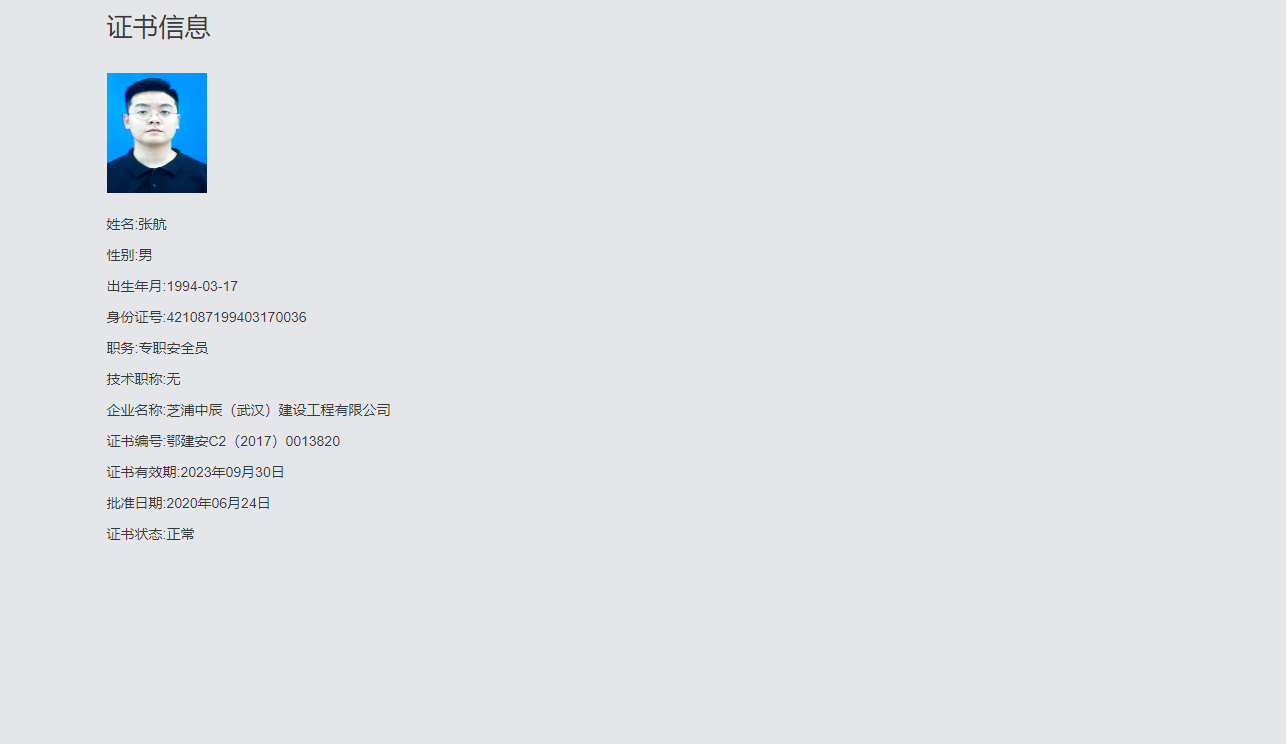 证书信息
姓名:张航
性别:男
出生年月:1994-03-17
身份证号:421087199403170036
职务:专职安全员
技术职称:无
企业名称:芝浦中辰（武汉）建设工程有限公司
证书编号:鄂建安C2（2017）0013820
证书有效期:2023年09月30日
批准日期:2020年06月24日
证书状态:正常